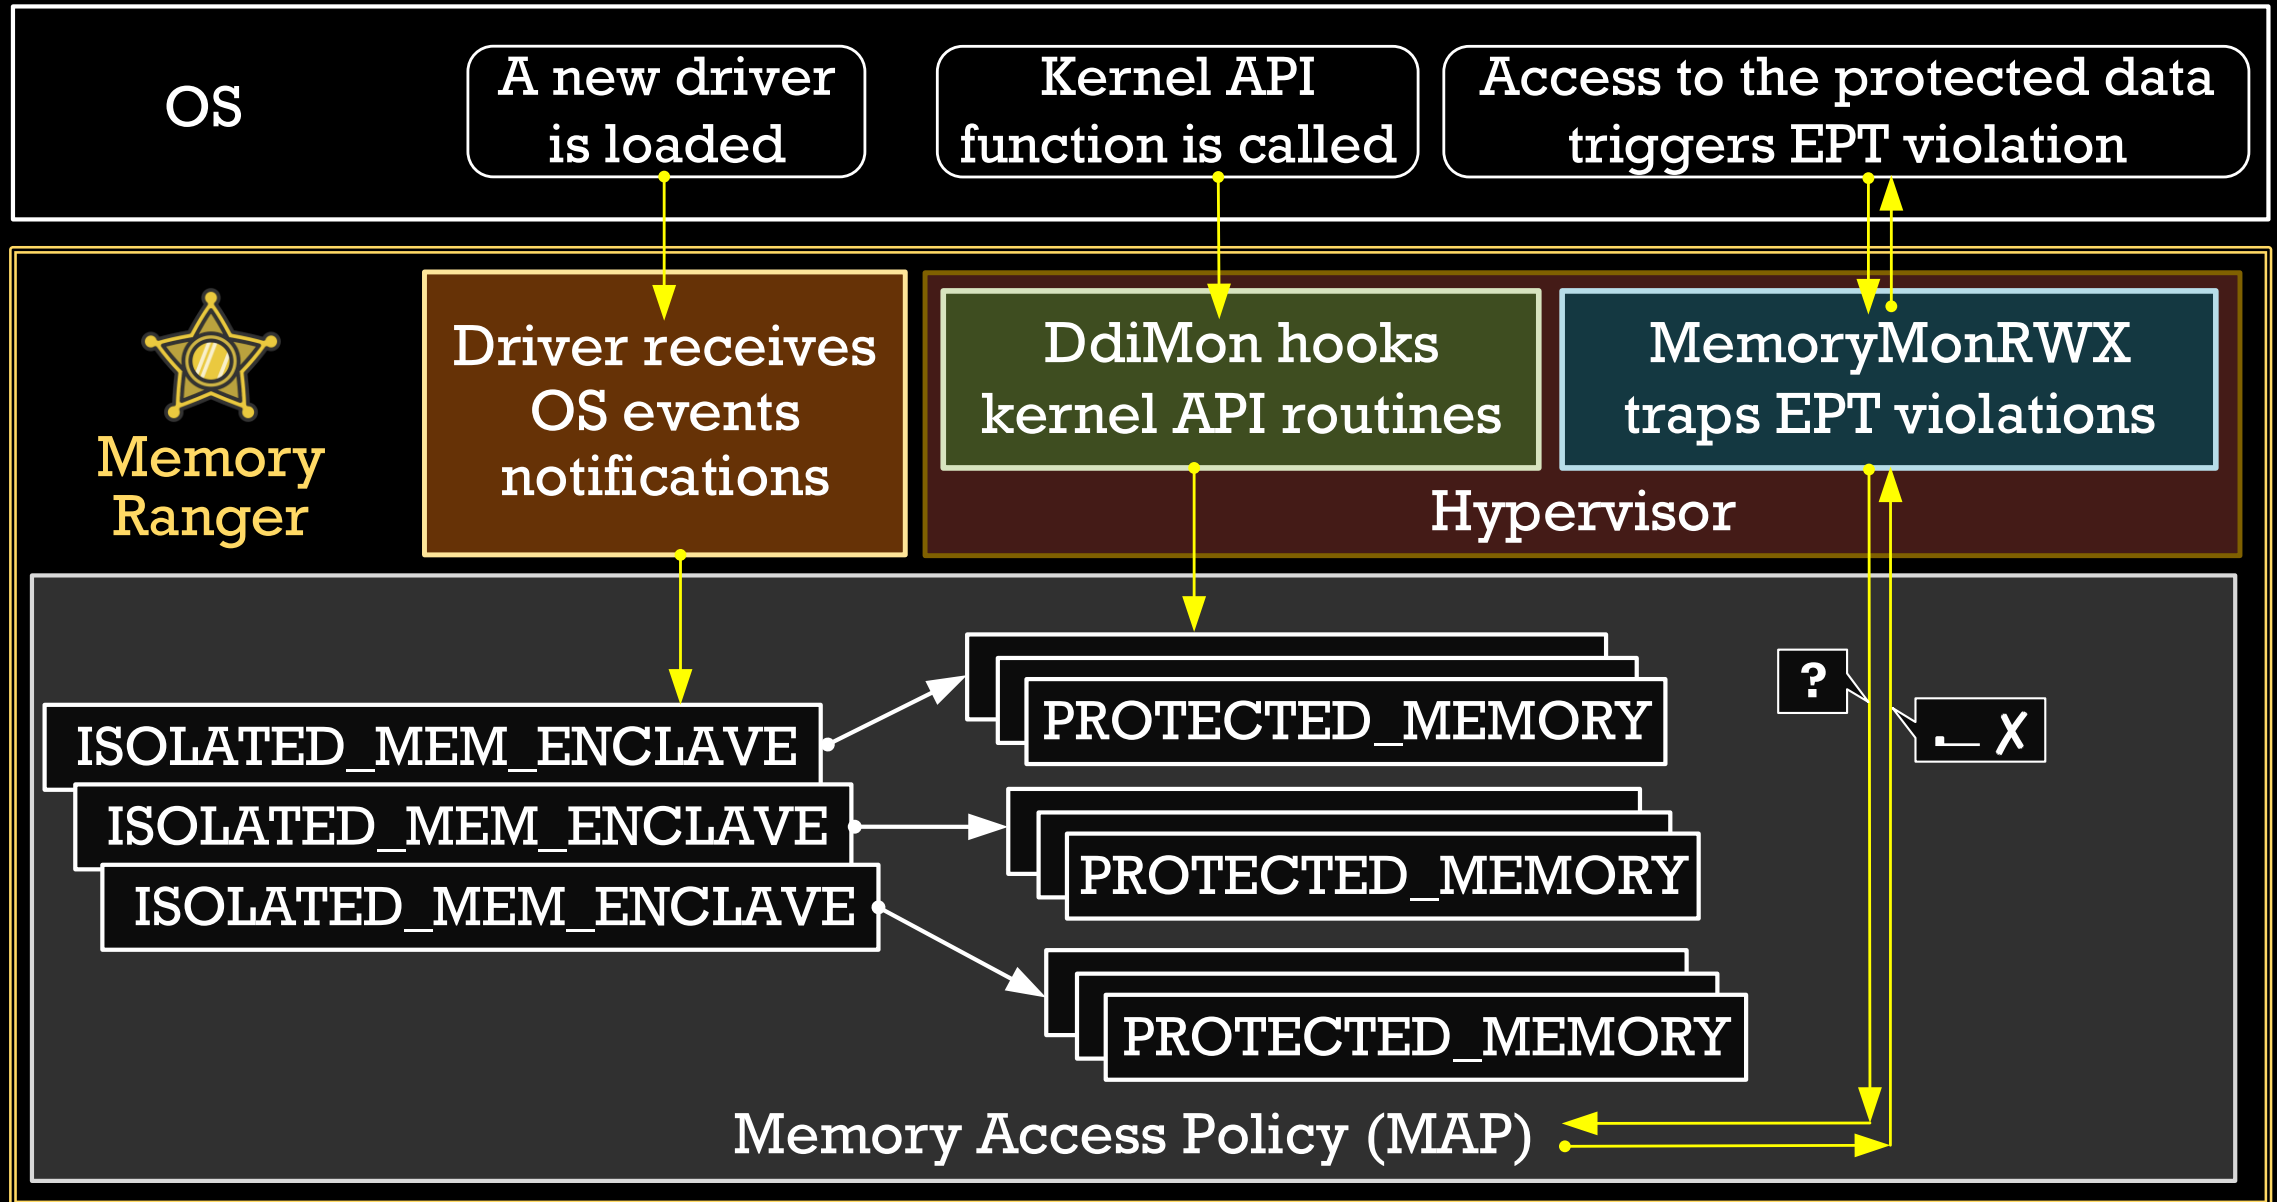 OS
A new driver
is loaded
Kernel API
function is called
Access to the protected data
triggers EPT violation
Memory
Ranger
Driver receives
OS events
notifications
DdiMon hooks
kernel API routines
MemoryMonRWX
traps EPT violations
Hypervisor
ISOLATED_MEM_ENCLAVE
ISOLATED_MEM_ENCLAVE
ISOLATED_MEM_ENCLAVE
PROTECTED_MEMORY
PROTECTED_MEMORY
PROTECTED_MEMORY
?
✗
Memory Access Policy (MAP)